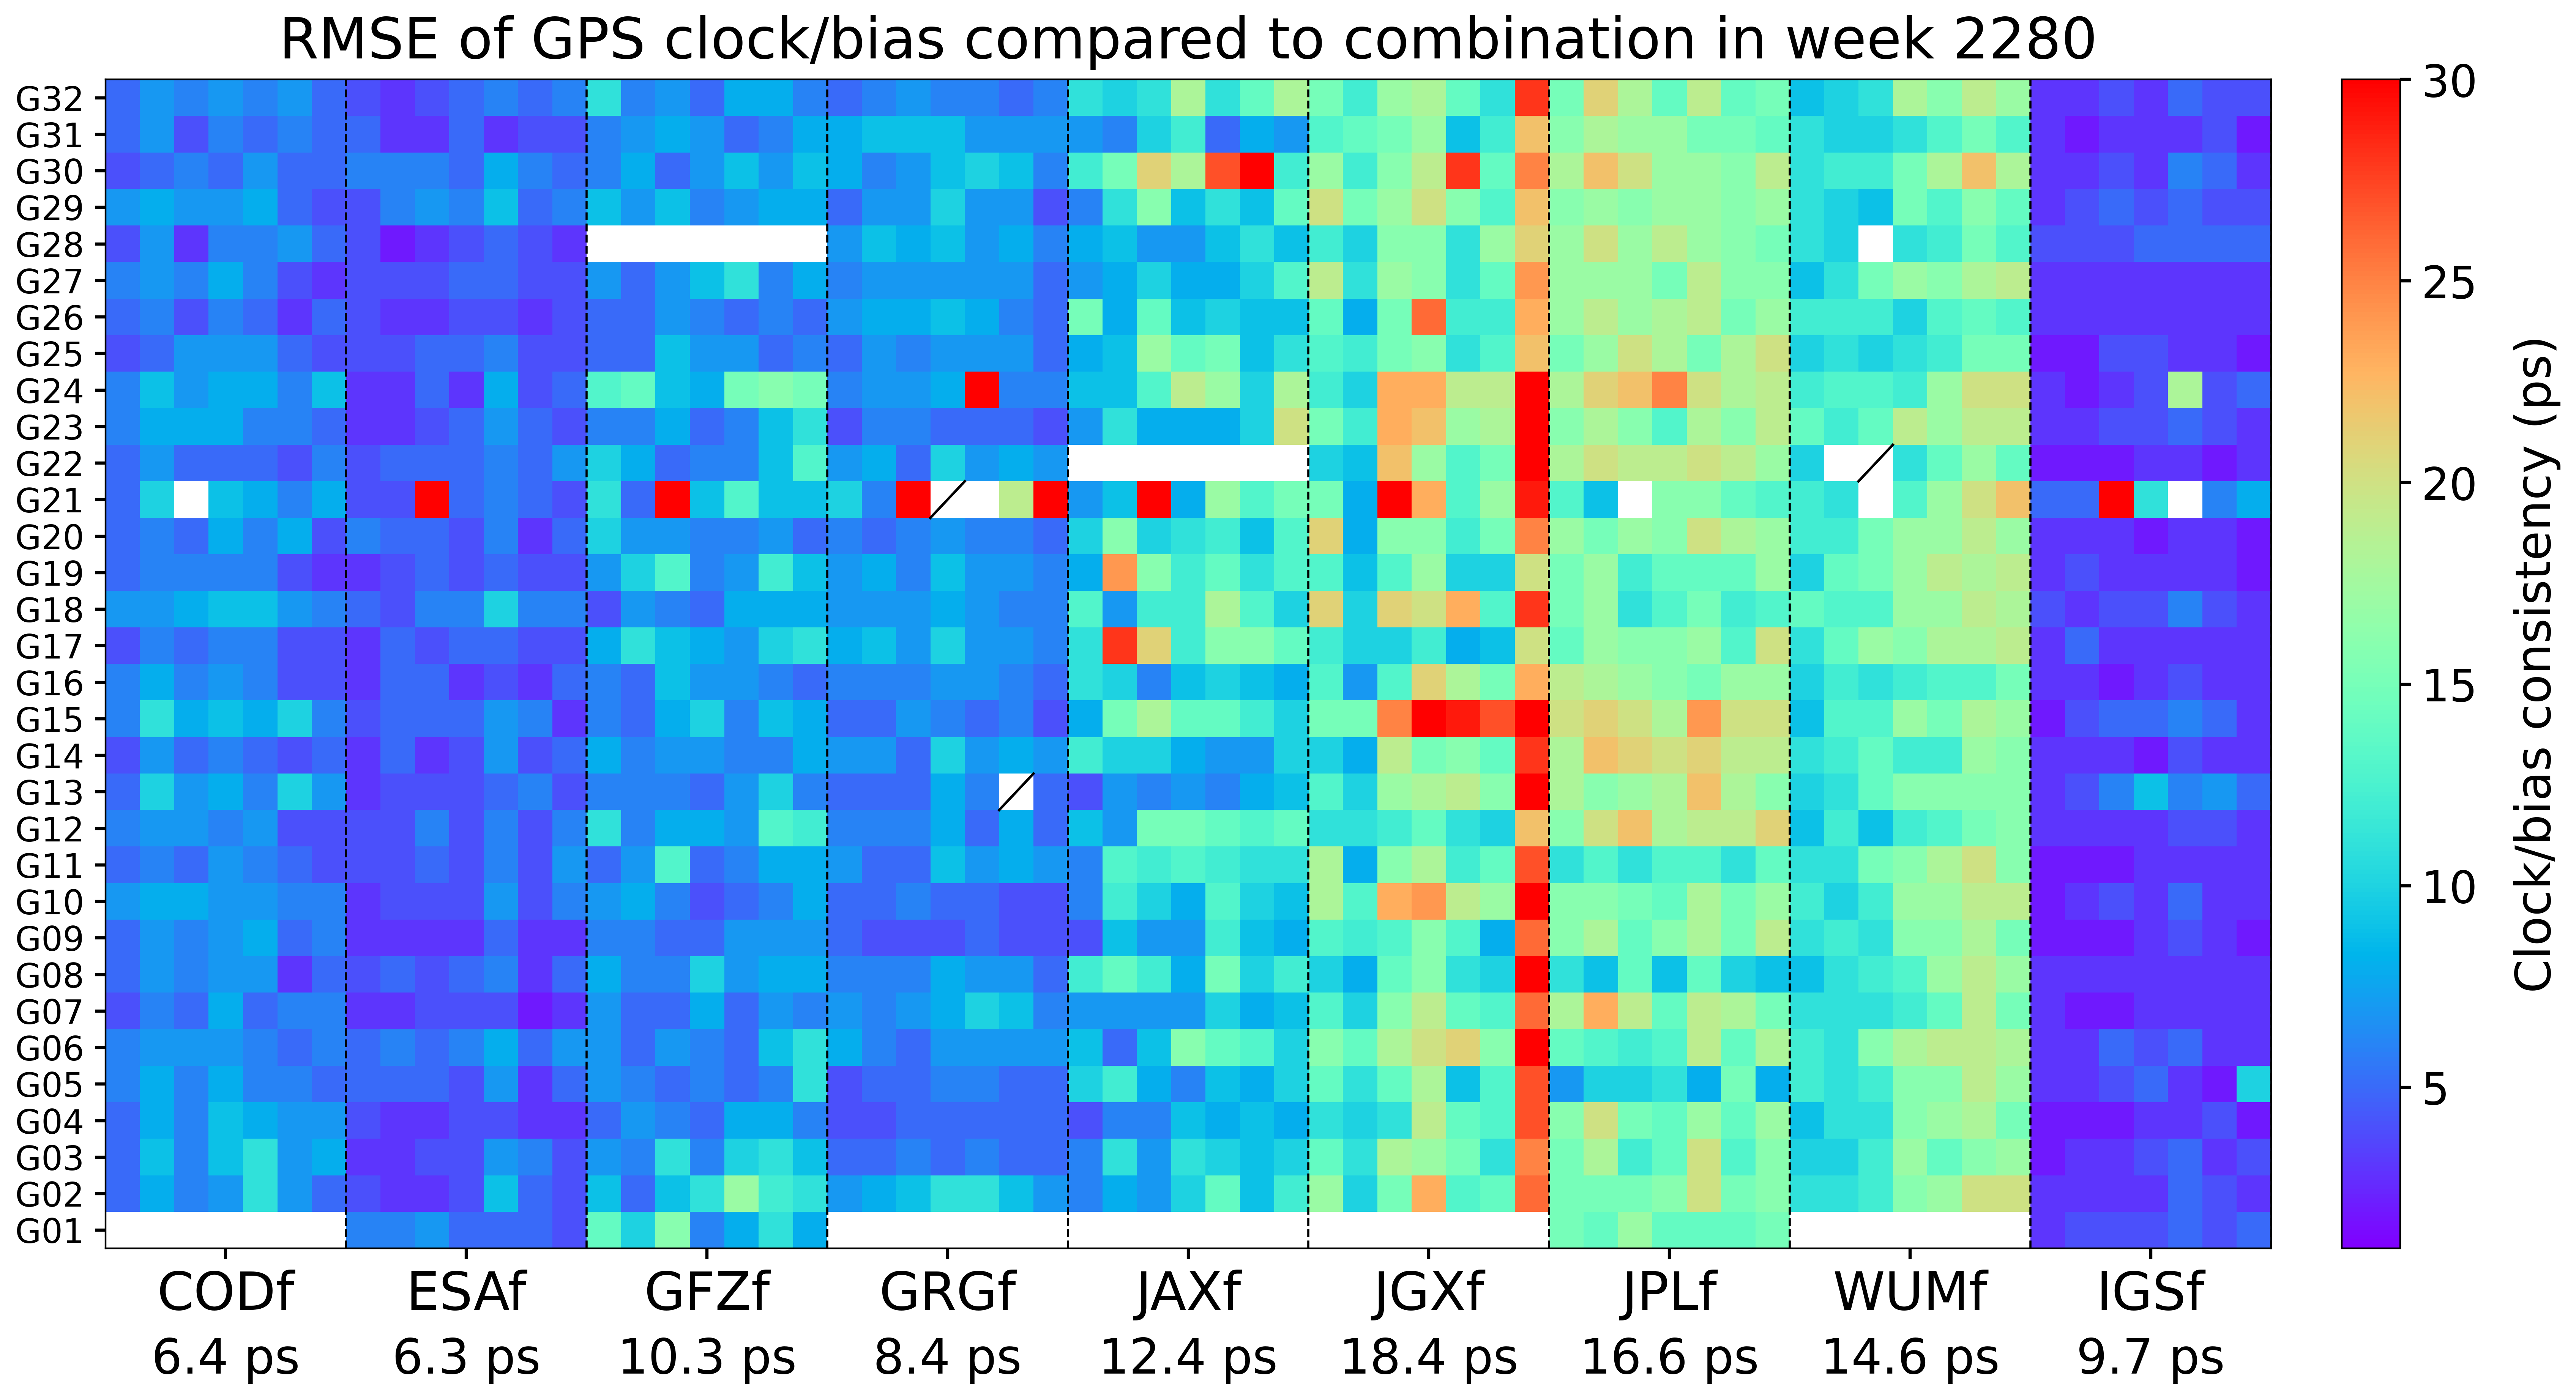 RMSE of GPS clock/bias compared to combination in week 2280
G32
G31
G30
G29
G28
G27
G26
G25
G24
G23
G22
G21
G20
G19
G18
G17
G16
G15
G14
G13
G12
G11
G10
G09
G08
G07
G06
G05
G04
G03
G02
G01
CODf ESAf GFZf GRGf JAXf JGXf JPLf WUMf IGSf
6.4 ps 6.3 ps 10.3 ps 8.4 ps 12.4 ps 18.4 ps 16.6 ps 14.6 ps 9.7 ps
30
25
20
15
10
5
Clock/bias consistency (ps)